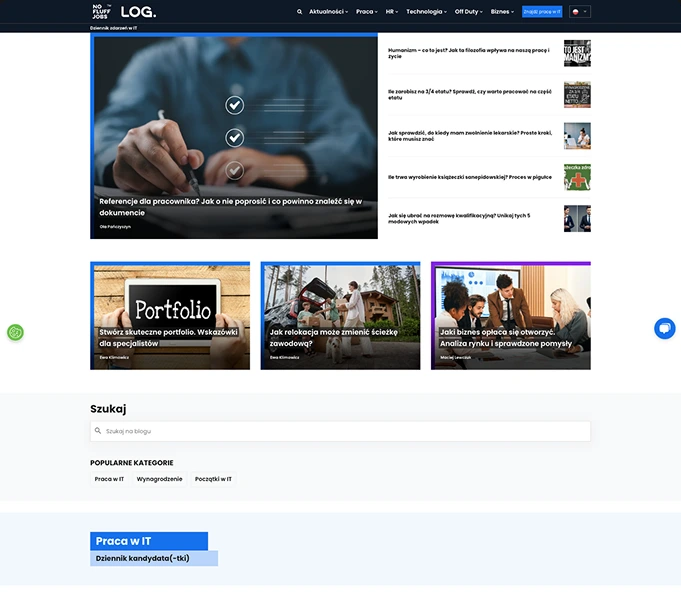 NO
FLUFF
JOBS
TM
LOG.
Aktualności
Praca
HR
Technologia
Off Duty
Biznes
Znajdź pracę w IT
Dziennik zdarzeń w IT
Referencje dla pracownika? Jak o nie poprosić i co powinno znaleźć się w
dokumencie
Ola Pańczyszyn
Humanizm – co to jest? Jak ta filozofia wpływa na naszą pracę i
życie
Ile zarobisz na 3/4 etatu? Sprawdź, czy warto pracować na część
etatu
Jak sprawdzić, do kiedy mam zwolnienie lekarskie? Proste kroki,
które musisz znać
Ile trwa wyrobienie książeczki sanepidowskiej? Proces w pigułce
Jak się ubrać na rozmowę kwalifikacyjną? Unikaj tych 5
modowych wpadek
Portfolio
Stwórz skuteczne portfolio. Wskazówki
dla specjalistów
Ewa Klimowicz
Jak relokacja może zmienić ścieżkę
zawodową?
Ewa Klimowicz
Jaki biznes opłaca się otworzyć.
Analiza rynku i sprawdzone pomysły
Maciej Lewczuk
Szukaj
Szukaj na blogu
POPULARNE KATEGORIE
Praca w IT
Wynagrodzenie
Początki w IT
Praca w IT
Dziennik kandydata(-tki)